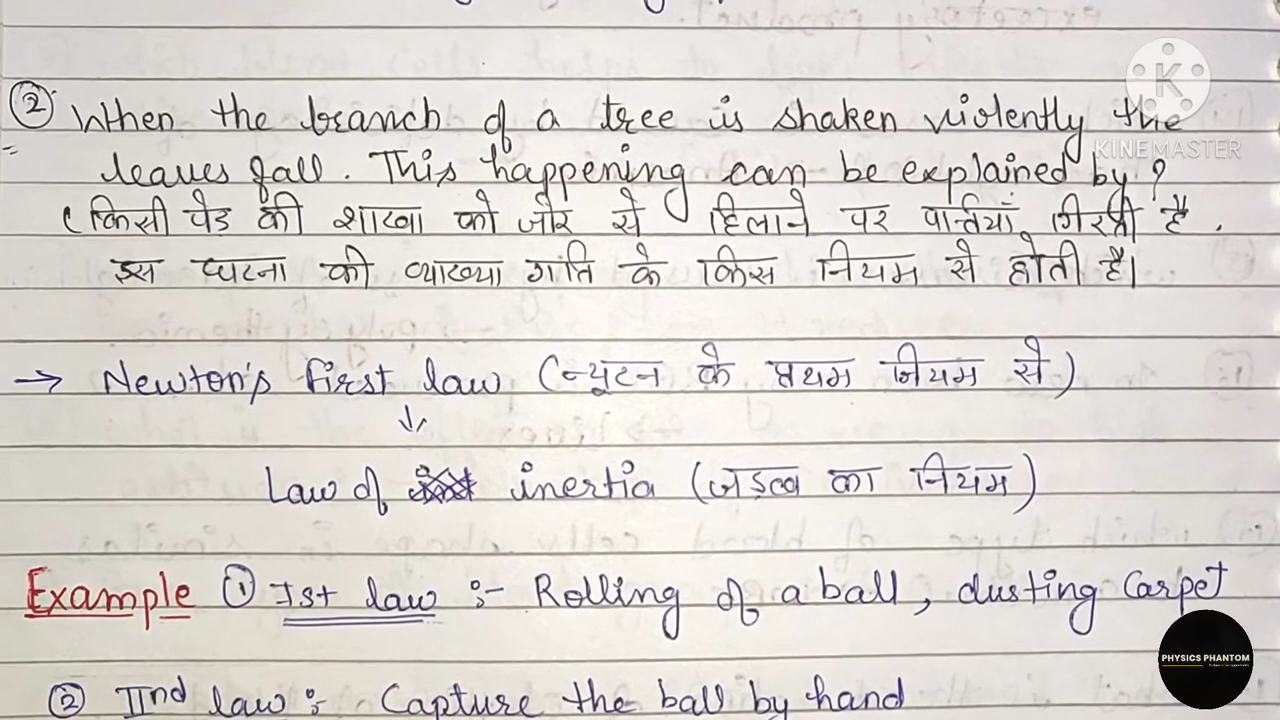 ② When the branch of a tree is shaken violently the
leaves fall. This happening can be explained by?
(किसी पेड की शाखा को जोर से हिलाने पर पत्तियां गिरती है.
इस घटना की व्याख्या गति के किस नियम से होती है।
→ Newton's first law (न्यूटन के प्रथम नियम से)
↓
Law of inertia (जड़त्व का नियम)
Example ① Ist law :- Rolling of a ball, dusting Carpet
② IInd law :- Capture the ball by hand
K
KINEMASTER
PHYSICS PHANTOM